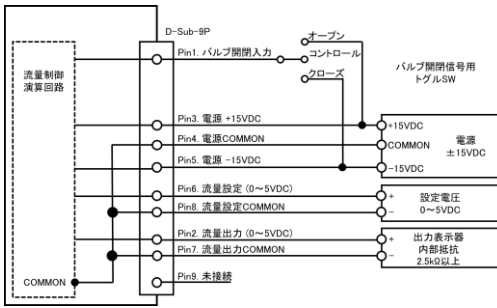 D-Sub-9P
オープン
Pin1. バルブ開閉入力
コントロール
クローズ
バルブ開閉信号用
トグルSW
流量制御
演算回路
Pin3. 電源 +15VDC
Pin4. 電源COMMON
Pin5. 電源 -15VDC
+15VDC
COMMON
-15VDC
電源
±15VDC
Pin6. 流量設定 (0～5VDC)
Pin8. 流量設定COMMON
+
-
設定電圧
0～5VDC
Pin2. 流量出力 (0～5VDC)
Pin7. 流量出力COMMON
+
-
出力表示器
内部抵抗
2.5kΩ以上
COMMON
Pin9. 未接続